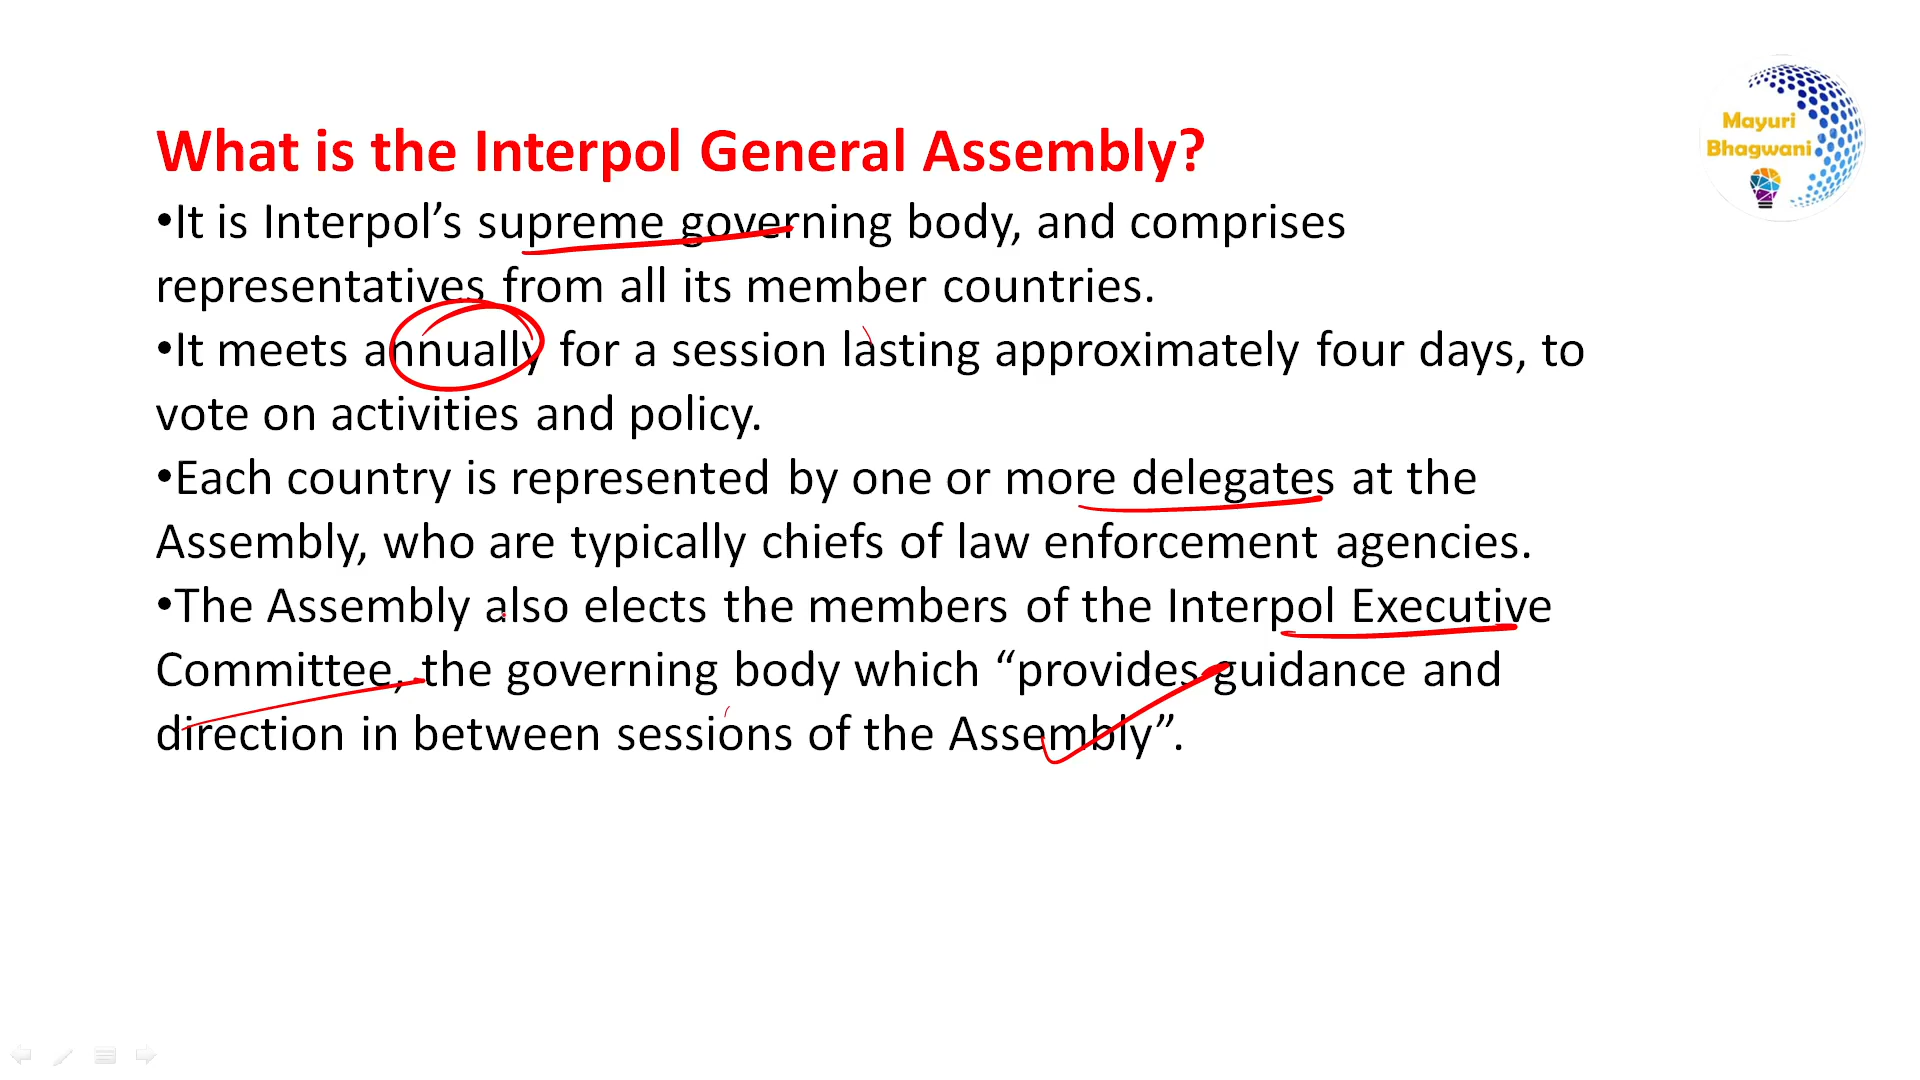 What is the Interpol General Assembly?
•It is Interpol’s supreme governing body, and comprises
representatives from all its member countries.
•It meets annually for a session lasting approximately four days, to
vote on activities and policy.
•Each country is represented by one or more delegates at the
Assembly, who are typically chiefs of law enforcement agencies.
•The Assembly also elects the members of the Interpol Executive
Committee, the governing body which “provides guidance and
direction in between sessions of the Assembly”.
Mayuri
Bhagwani